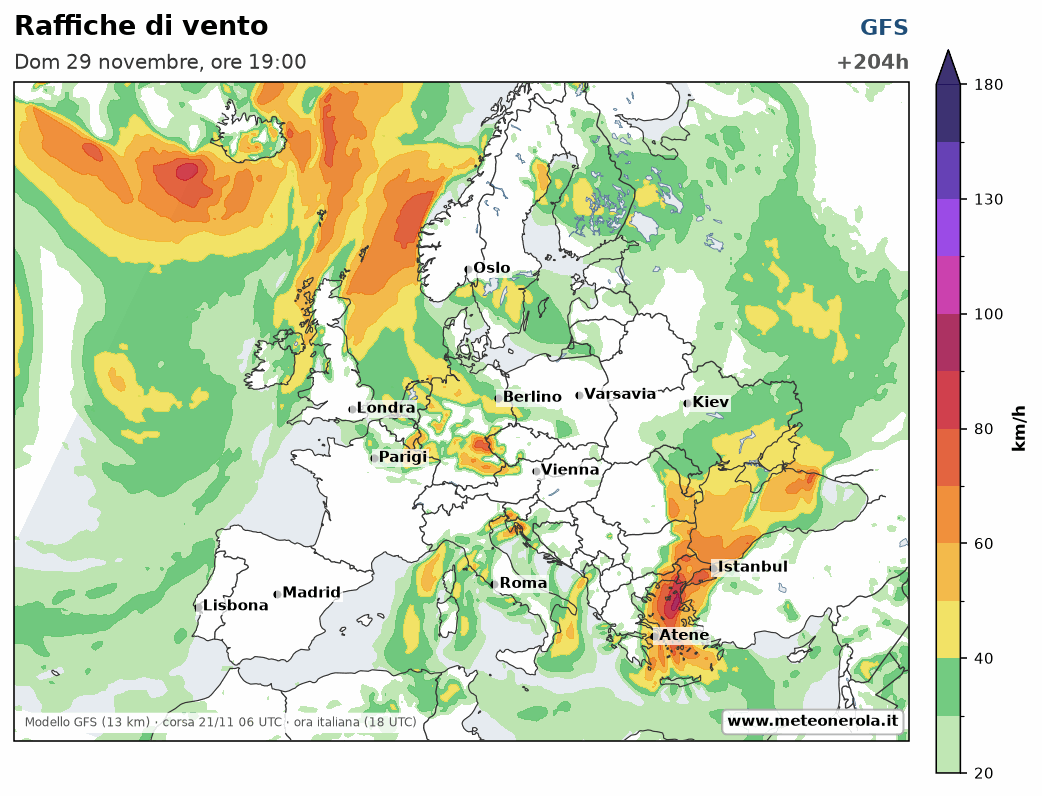 Raffiche di vento
GFS
Dom 29 novembre, ore 19:00
+204h
180
130
100
80
60
40
20
km/h
Oslo
Berlino
Varsavia
Kiev
Londra
Parigi
Vienna
Istanbul
Roma
Madrid
Lisbona
Atene
Modello GFS (13 km) · corsa 21/11 06 UTC · ora italiana (18 UTC)
www.meteonerola.it